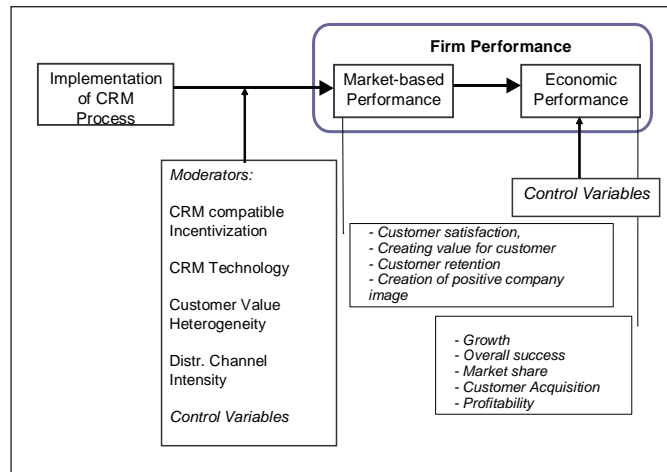 Firm Performance
Implementation
of CRM
Process
Market-based
Performance
Economic
Performance
Moderators:
CRM compatible
Incentivization
CRM Technology
Customer Value
Heterogeneity
Distr. Channel
Intensity
Control Variables
Control Variables
- Customer satisfaction,
- Creating value for customer
- Customer retention
- Creation of positive company
image
- Growth
- Overall success
- Market share
- Customer Acquisition
- Profitability